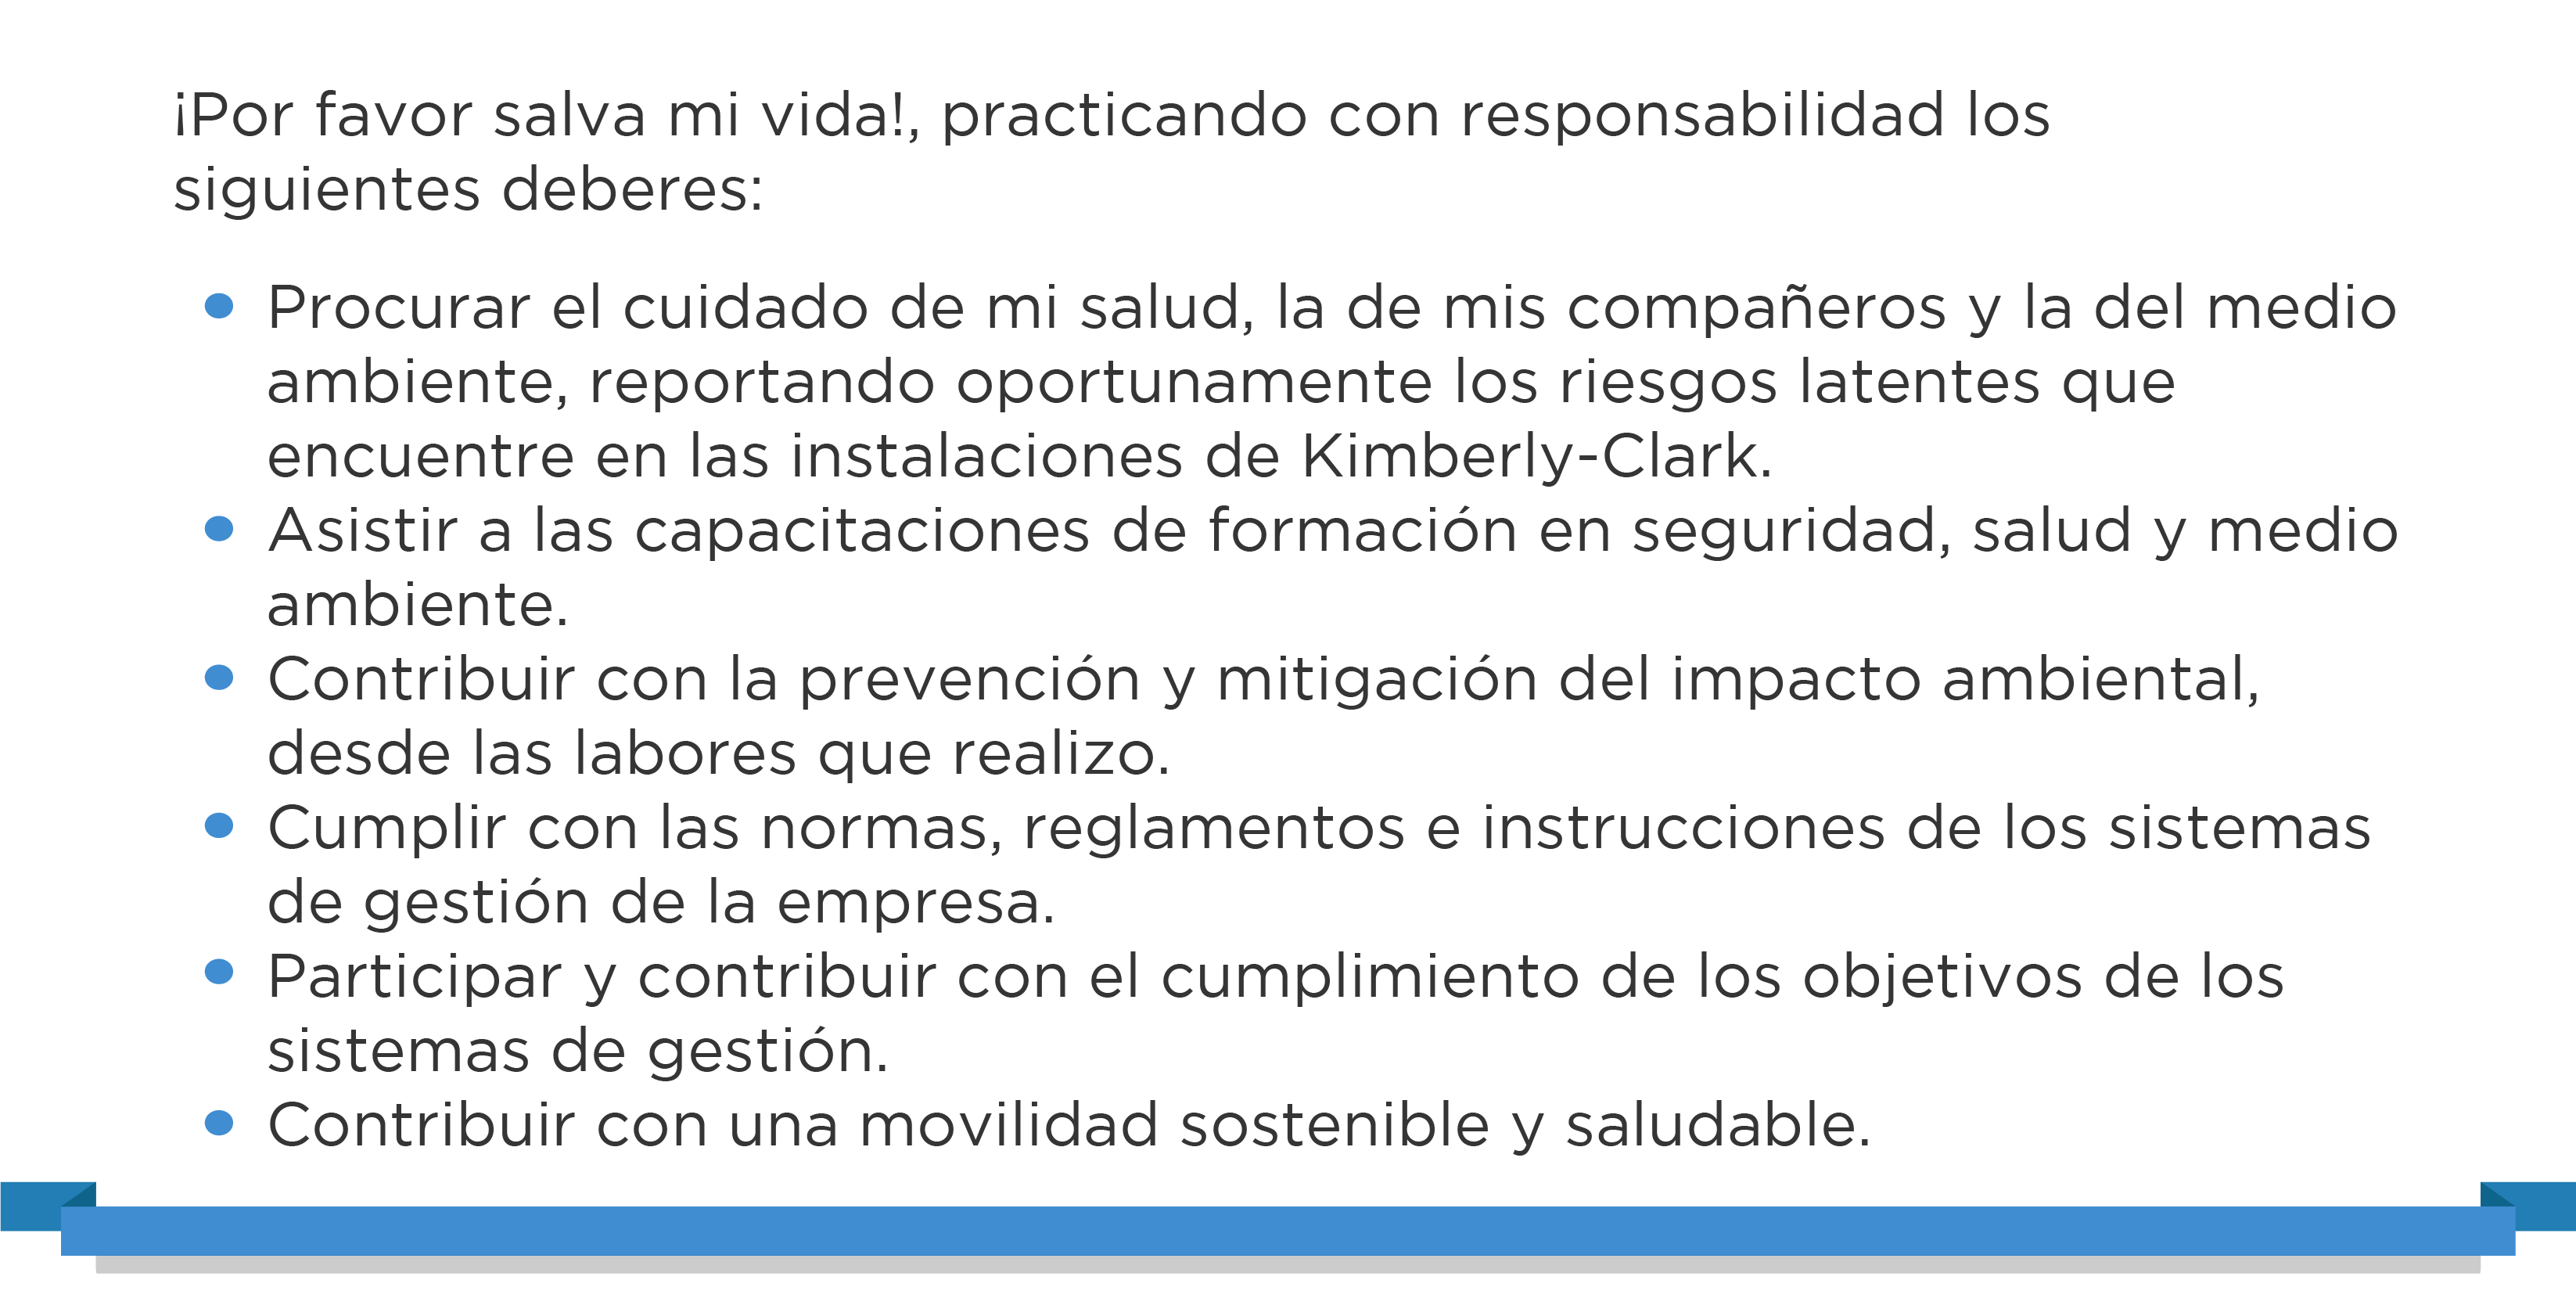 ¡Por favor salva mi vida!, practicando con responsabilidad los
siguientes deberes:
• Procurar el cuidado de mi salud, la de mis compañeros y la del medio
ambiente, reportando oportunamente los riesgos latentes que
encuentre en las instalaciones de Kimberly-Clark.
• Asistir a las capacitaciones de formación en seguridad, salud y medio
ambiente.
• Contribuir con la prevención y mitigación del impacto ambiental,
desde las labores que realizo.
• Cumplir con las normas, reglamentos e instrucciones de los sistemas
de gestión de la empresa.
• Participar y contribuir con el cumplimiento de los objetivos de los
sistemas de gestión.
• Contribuir con una movilidad sostenible y saludable.